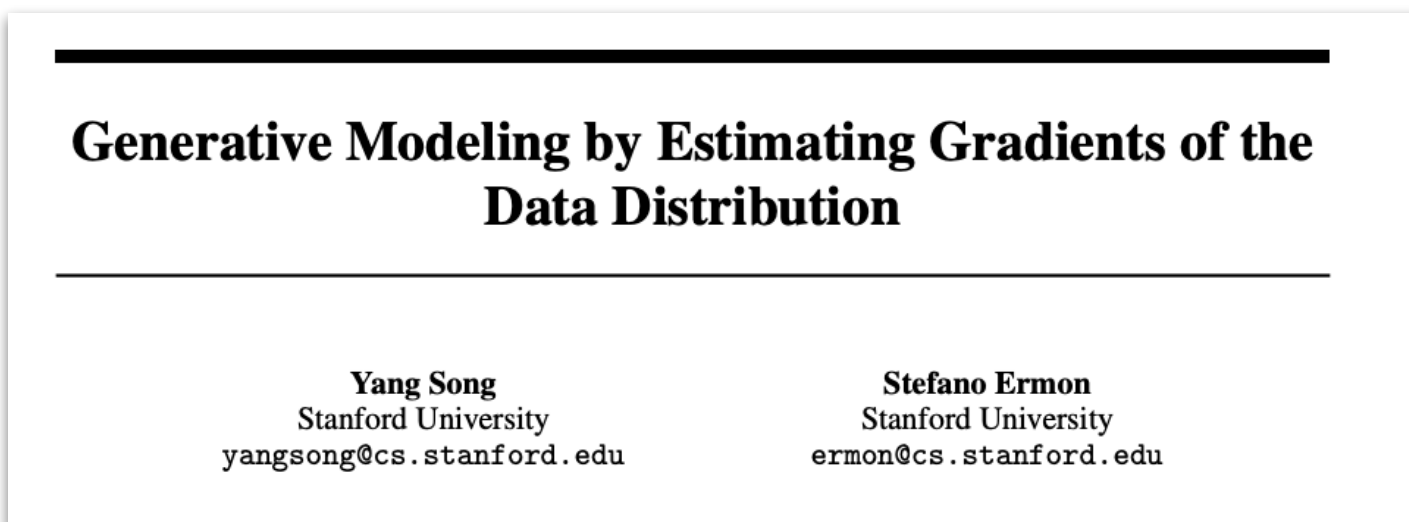 Generative Modeling by Estimating Gradients of the
Data Distribution
Yang Song
Stanford University
yangsong@cs.stanford.edu
Stefano Ermon
Stanford University
ermon@cs.stanford.edu